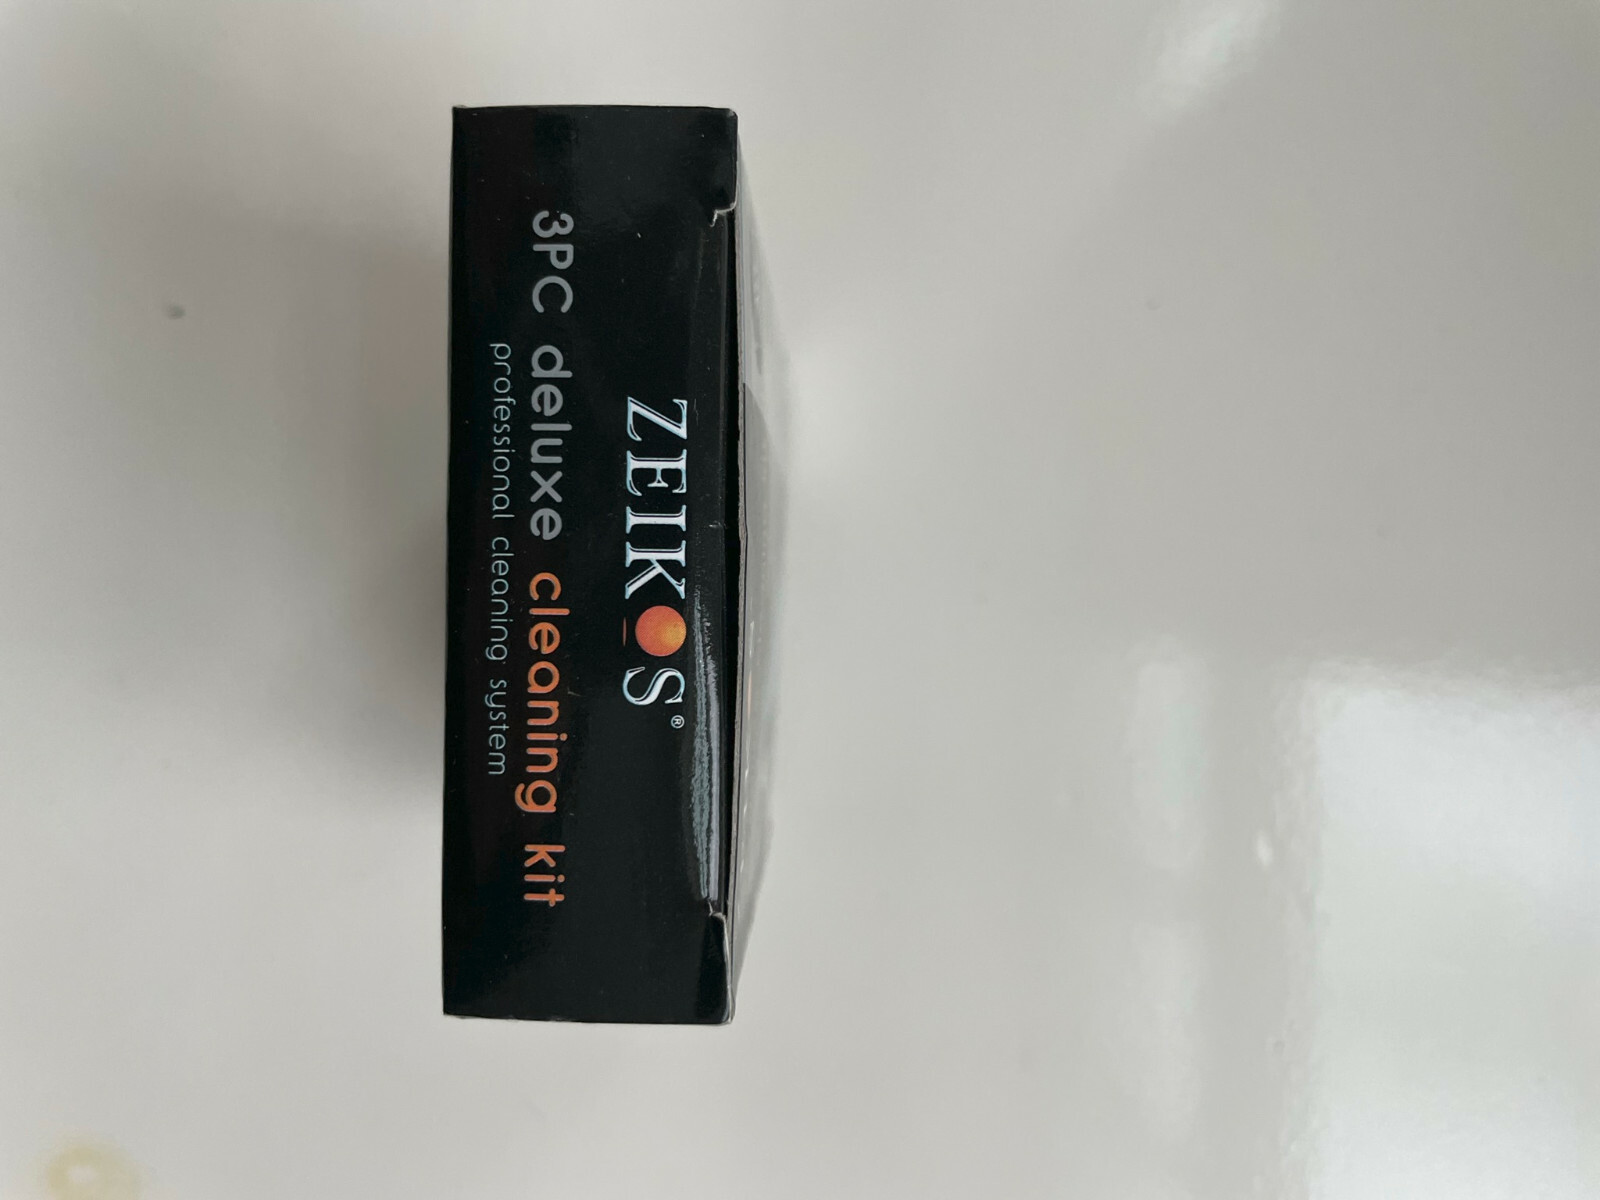 ZEIKOS®
3PC deluxe cleaning kit
professional cleaning system